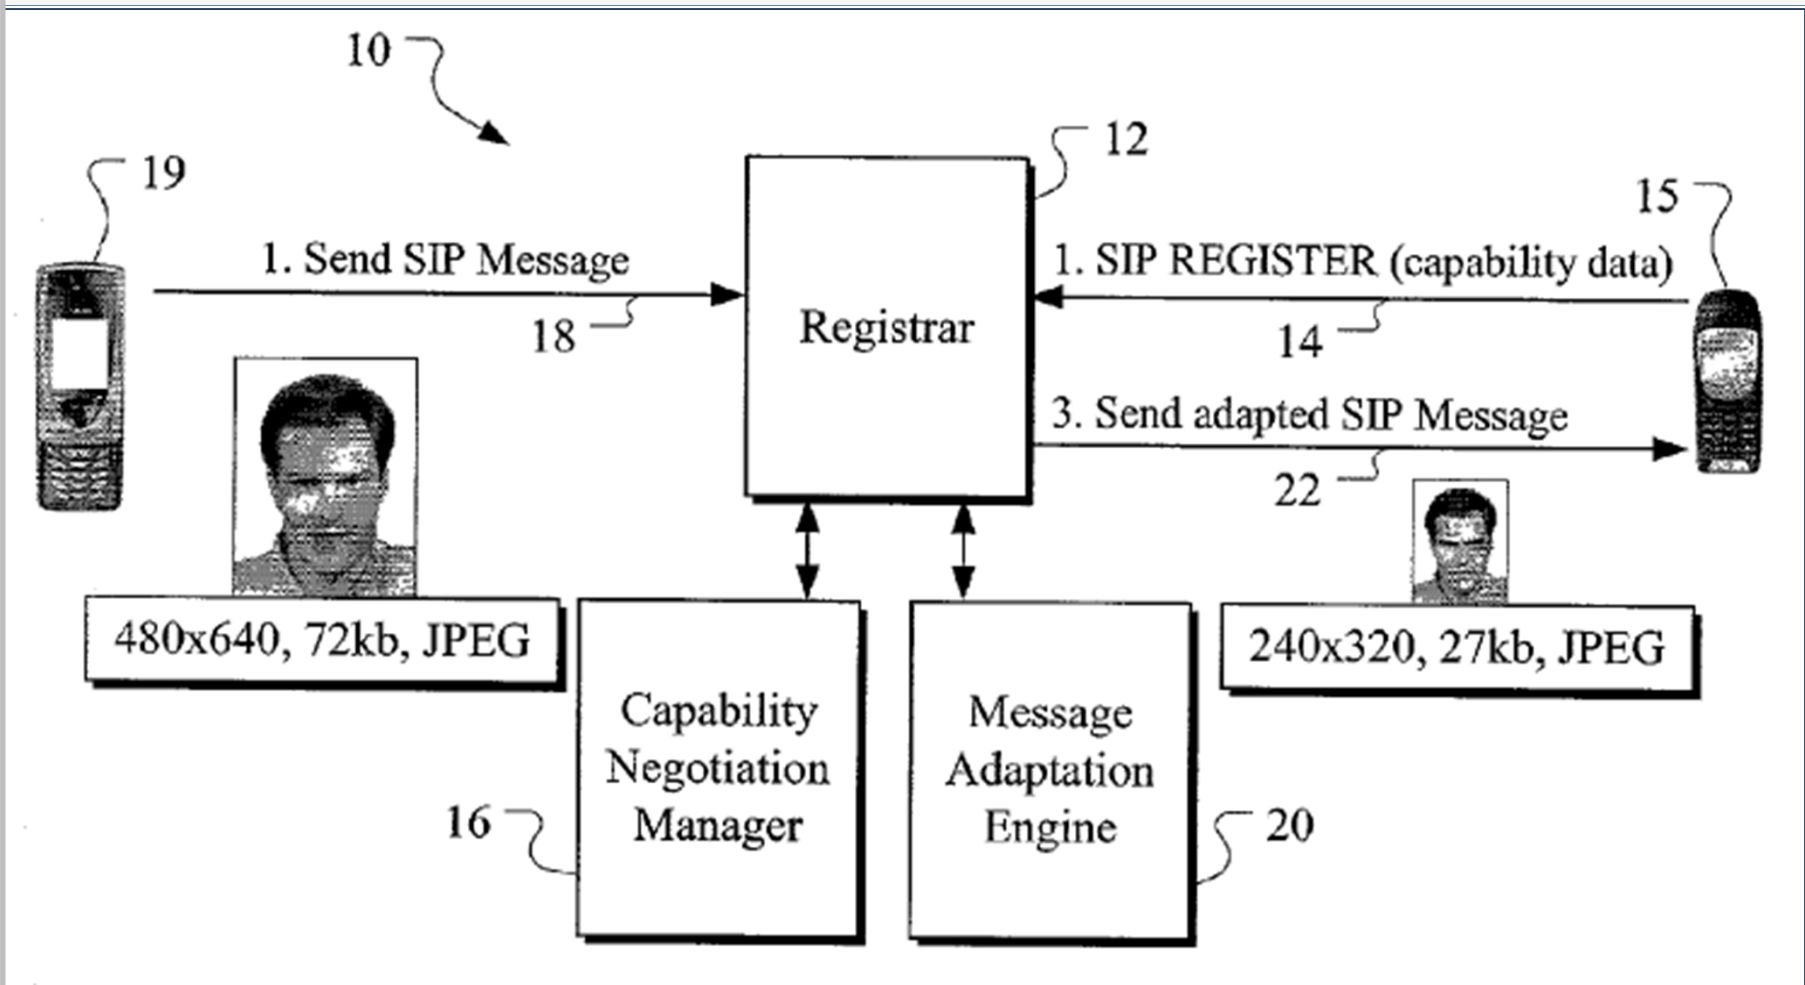 10
12
19
15
1. Send SIP Message
1. SIP REGISTER (capability data)
18
14
Registrar
3. Send adapted SIP Message
22
480x640, 72kb, JPEG
240x320, 27kb, JPEG
Capability
Negotiation
Manager
16
Message
Adaptation
Engine
20